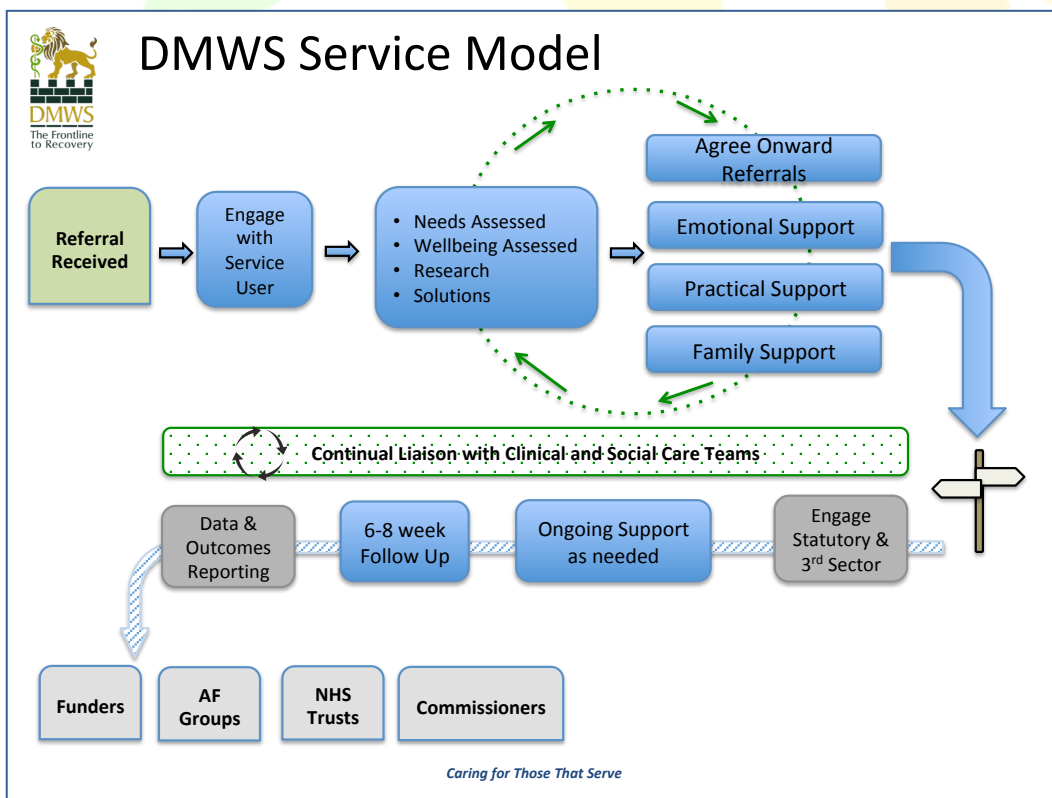 DMWS Service Model
DMWS
The Frontline
to Recovery
Referral
Received
Engage
with
Service
User
• Needs Assessed
• Wellbeing Assessed
• Research
• Solutions
Agree Onward
Referrals
Emotional Support
Practical Support
Family Support
Continual Liaison with Clinical and Social Care Teams
Data &
Outcomes
Reporting
6-8 week
Follow Up
Ongoing Support
as needed
Engage
Statutory &
3rd Sector
Funders
AF
Groups
NHS
Trusts
Commissioners
Caring for Those That Serve